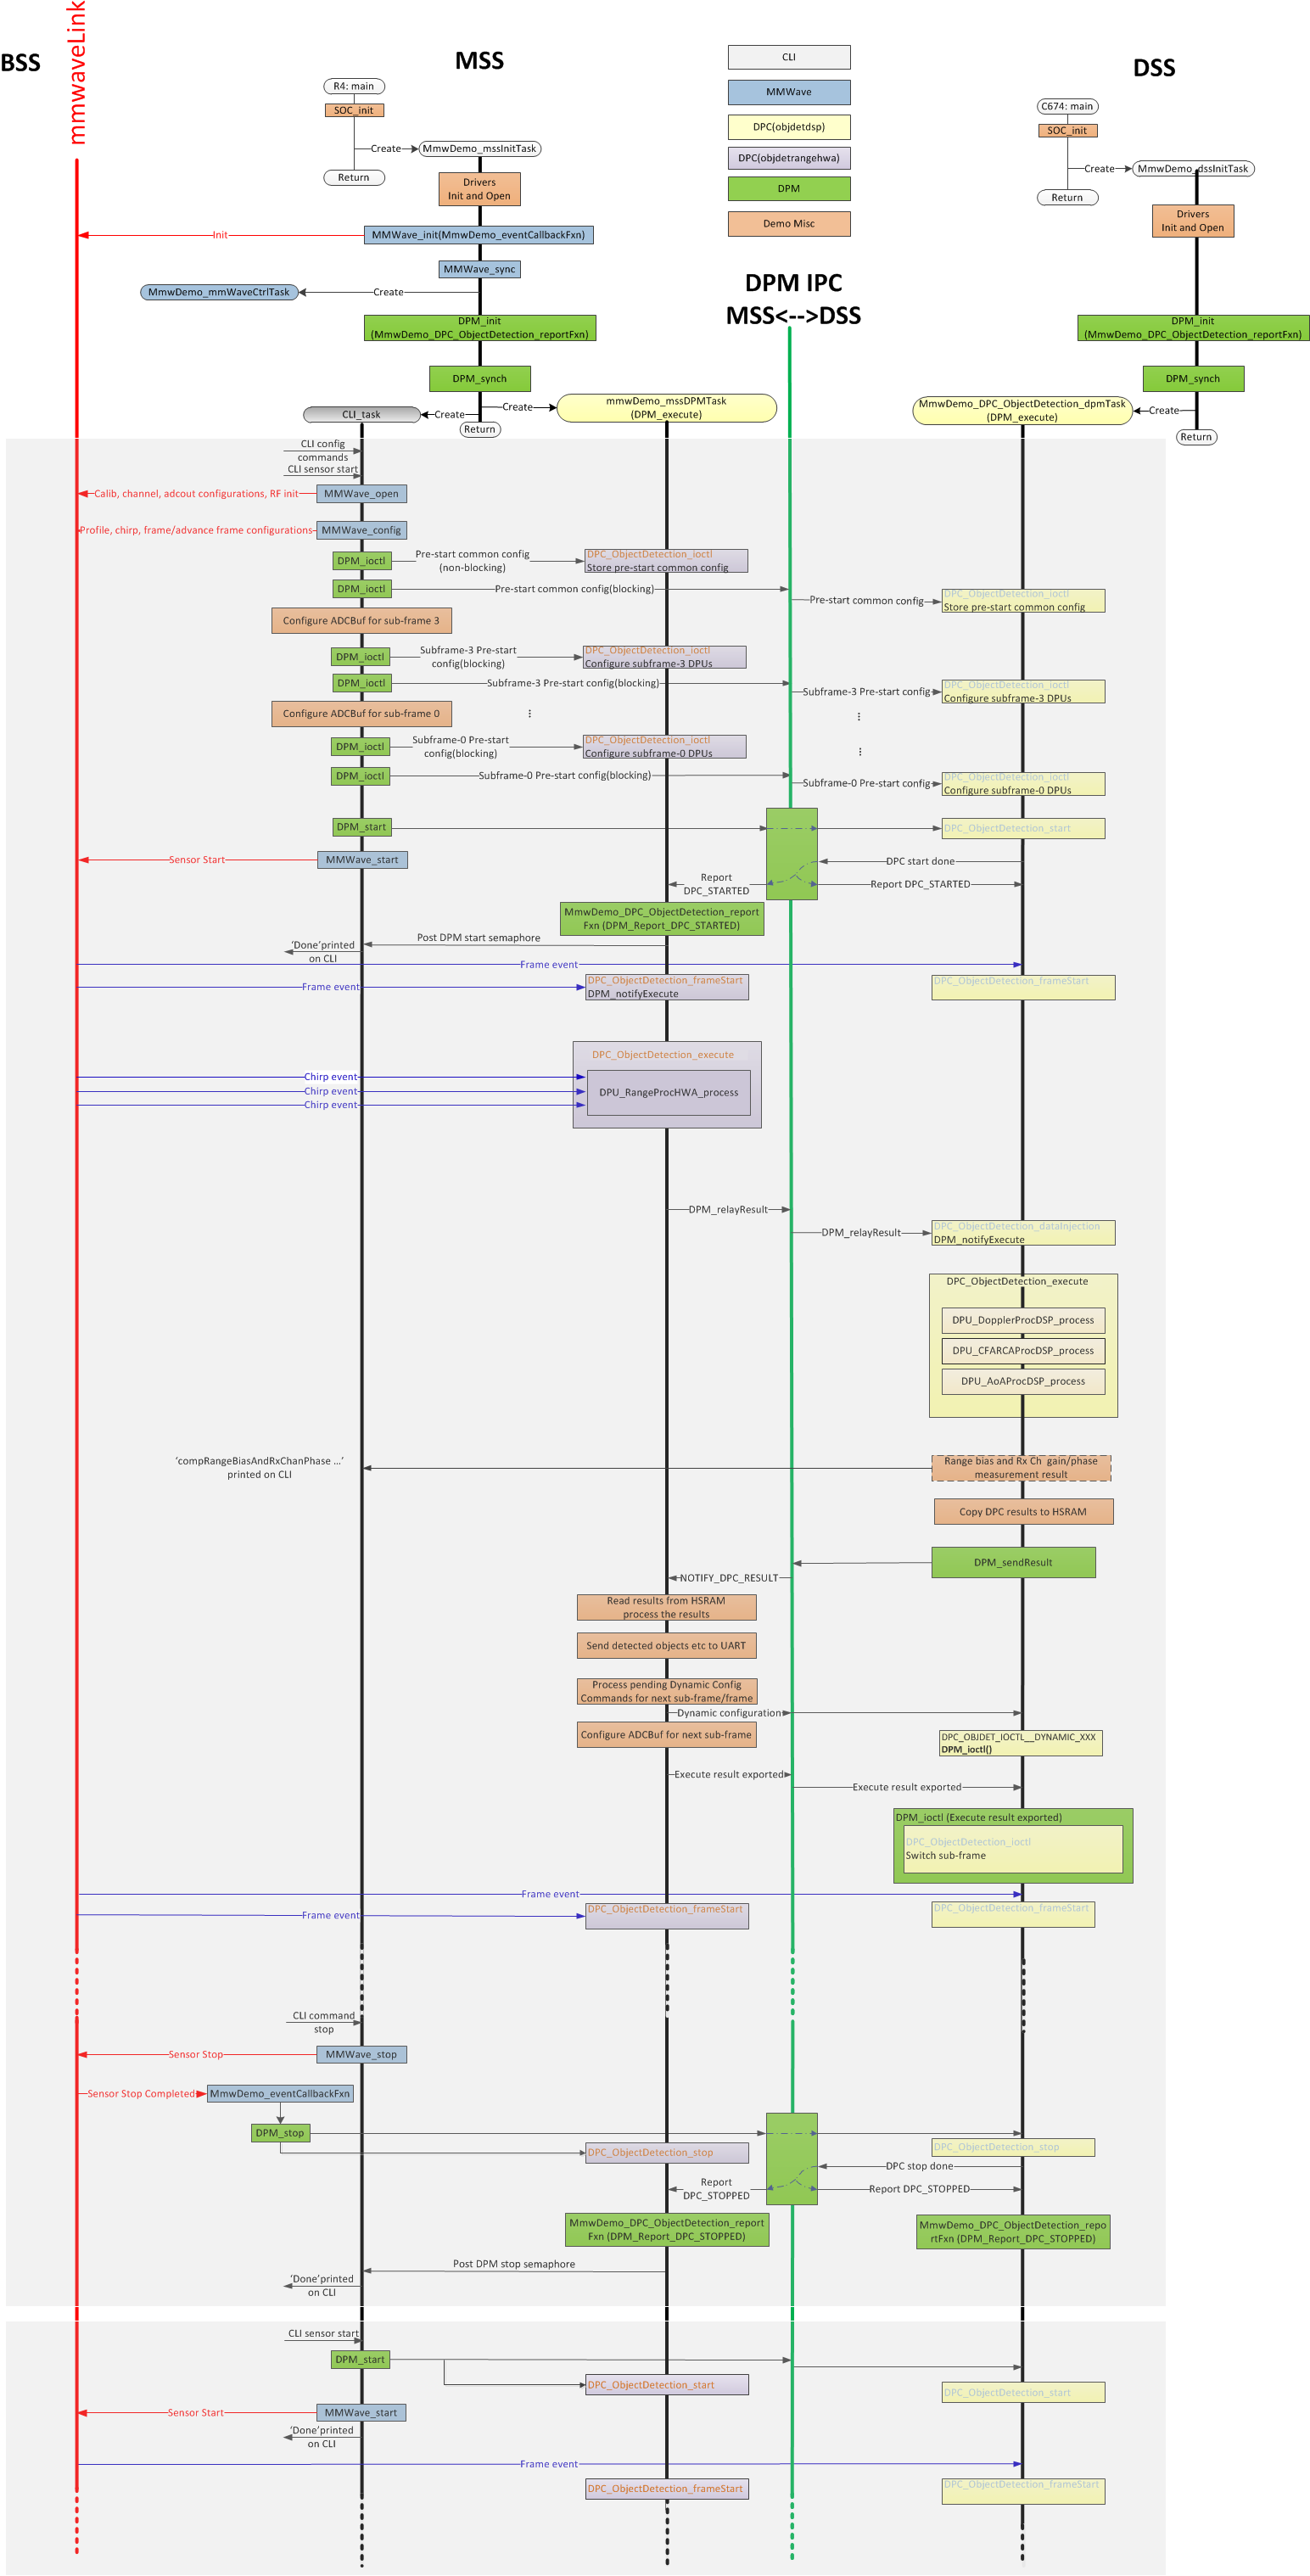 mmwaveLink
BSS
MSS
DSS
CLI
MMWave
DPC(objdetdsp)
DPC(objdetrangehwa)
DPM
Demo Misc
R4: main
SOC_init
Create
MmwDemo_mssInitTask
Return
Drivers
Init and Open
C674: main
SOC_init
Create
MmwDemo_dssInitTask
Return
Drivers
Init and Open
Init
MMWave_init(MmwDemo_eventCallbackFxn)
MMWave_sync
MmwDemo_mmWaveCtrlTask
Create
DPM IPC
MSS<-->DSS
DPM_init
(MmwDemo_DPC_ObjectDetection_reportFxn)
DPM_init
(MmwDemo_DPC_ObjectDetection_reportFxn)
DPM_synch
DPM_synch
CLI_task
Create
Create
mmwDemo_mssDPMTask
(DPM_execute)
MmwDemo_DPC_ObjectDetection_dpmTask
(DPM_execute)
Create
Return
Return
CLI config
commands
CLI sensor start
Calib, channel, adcout configurations, RF init
MMWave_open
Profile, chirp, frame/advance frame configurations
MMWave_config
DPM_ioctl
Pre-start common config
(non-blocking)
DPC_ObjectDetection_ioctl
Store pre-start common config
DPM_ioctl
Pre-start common config(blocking)
Pre-start common config
DPC_ObjectDetection_ioctl
Store pre-start common config
Configure ADCBuf for sub-frame 3
DPM_ioctl
Subframe-3 Pre-start
config(blocking)
DPC_ObjectDetection_ioctl
Configure subframe-3 DPUs
DPM_ioctl
Subframe-3 Pre-start config(blocking)
Subframe-3 Pre-start config
DPC_ObjectDetection_ioctl
Configure subframe-3 DPUs
Configure ADCBuf for sub-frame 0
...
...
DPM_ioctl
Subframe-0 Pre-start
config(blocking)
DPC_ObjectDetection_ioctl
Configure subframe-0 DPUs
...
DPM_ioctl
Subframe-0 Pre-start config(blocking)
Subframe-0 Pre-start config
DPC_ObjectDetection_ioctl
Configure subframe-0 DPUs
DPM_start
DPC_ObjectDetection_start
Sensor Start
MMWave_start
DPC start done
Report
DPC_STARTED
Report DPC_STARTED
MmwDemo_DPC_ObjectDetection_report
Fxn (DPM_Report_DPC_STARTED)
Post DPM start semaphore
‘Done’printed
on CLI
Frame event
Frame event
DPC_ObjectDetection_frameStart
DPM_notifyExecute
DPC_ObjectDetection_frameStart
DPC_ObjectDetection_execute
Chirp event
Chirp event
Chirp event
DPU_RangeProcHWA_process
DPM_relayResult
DPM_relayResult
DPC_ObjectDetection_dataInjection
DPM_notifyExecute
DPC_ObjectDetection_execute
DPU_DopplerProcDSP_process
DPU_CFARCAProcDSP_process
DPU_AoAProcDSP_process
‘compRangeBiasAndRxChanPhase ...’
printed on CLI
Range bias and Rx Ch gain/phase
measurement result
Copy DPC results to HSRAM
DPM_sendResult
NOTIFY_DPC_RESULT
Read results from HSRAM
process the results
Send detected objects etc to UART
Process pending Dynamic Config
Commands for next sub-frame/frame
Dynamic configuration
Configure ADCBuf for next sub-frame
DPC_OBJDET_IOCTL__DYNAMIC_XXX
DPM_ioctl()
Execute result exported
Execute result exported
DPM_ioctl (Execute result exported)
DPC_ObjectDetection_ioctl
Switch sub-frame
Frame event
Frame event
DPC_ObjectDetection_frameStart
DPC_ObjectDetection_frameStart
CLI command
stop
Sensor Stop
MMWave_stop
Sensor Stop Completed
MmwDemo_eventCallbackFxn
DPM_stop
DPC_ObjectDetection_stop
DPC_ObjectDetection_stop
DPC stop done
Report
DPC_STOPPED
Report DPC_STOPPED
MmwDemo_DPC_ObjectDetection_report
Fxn (DPM_Report_DPC_STOPPED)
MmwDemo_DPC_ObjectDetection_repo
rtFxn (DPM_Report_DPC_STOPPED)
Post DPM stop semaphore
‘Done’printed
on CLI
CLI sensor start
DPM_start
DPC_ObjectDetection_start
DPC_ObjectDetection_start
Sensor Start
MMWave_start
‘Done’printed
on CLI
Frame event
DPC_ObjectDetection_frameStart
DPC_ObjectDetection_frameStart